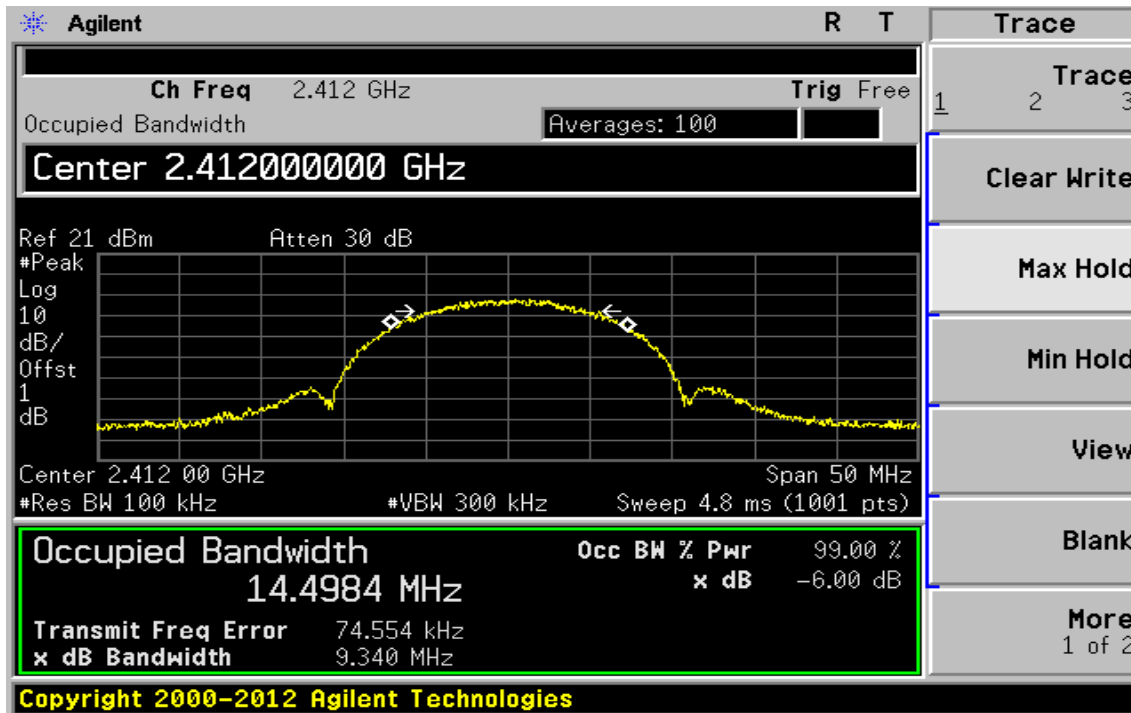 Agilent R T Trace
Ch Freq 2.412 GHz Trig Free
Occupied Bandwidth Averages: 100
Center 2.412000000 GHz
Ref 21 dBm Atten 30 dB
#Peak
Log
10
dB/
Offst
1
dB
Center 2.412 00 GHz Span 50 MHz
#Res BW 100 kHz #VBW 300 kHz Sweep 4.8 ms (1001 pts)
Occupied Bandwidth Occ BW % Pwr 99.00 %
14.4984 MHz x dB -6.00 dB
Transmit Freq Error 74.554 kHz
x dB Bandwidth 9.340 MHz
Copyright 2000-2012 Agilent Technologies
Trace
1 2 3
Clear Write
Max Hold
Min Hold
View
Blank
More
1 of 2